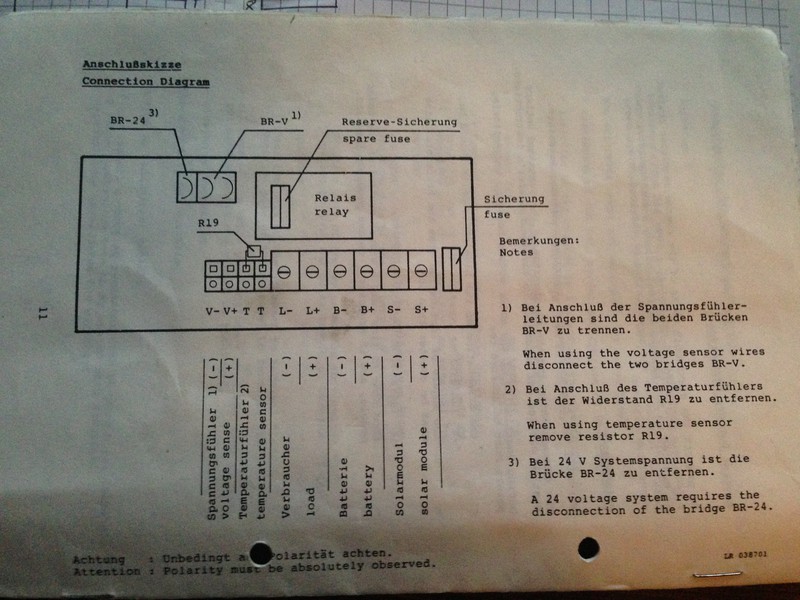 Anschlußskizze
Connection Diagram
BR-24 3)
BR-V 1)
Reserve-Sicherung
spare fuse
Relais
relay
Sicherung
fuse
R19
V- V+ T T L- L+ B- B+ S- S+
Spannungsfühler 1) (-)
voltage sense (+)
Temperaturfühler 2)
temperature sensor
Verbraucher (-)
load (+)
Batterie (-)
battery (+)
Solarmodul (-)
solar module (+)
Bemerkungen:
Notes
1) Bei Anschluß der Spannungsfühler-
leitungen sind die beiden Brücken
BR-V zu trennen.
When using the voltage sensor wires
disconnect the two bridges BR-V.
2) Bei Anschluß des Temperaturfühlers
ist der Widerstand R19 zu entfernen.
When using temperature sensor
remove resistor R19.
3) Bei 24 V Systemspannung ist die
Brücke BR-24 zu entfernen.
A 24 voltage system requires the
disconnection of the bridge BR-24.
Achtung : Unbedingt a olarität achten.
Attention : Polarity must be absolutely observed.
11
LR 038701